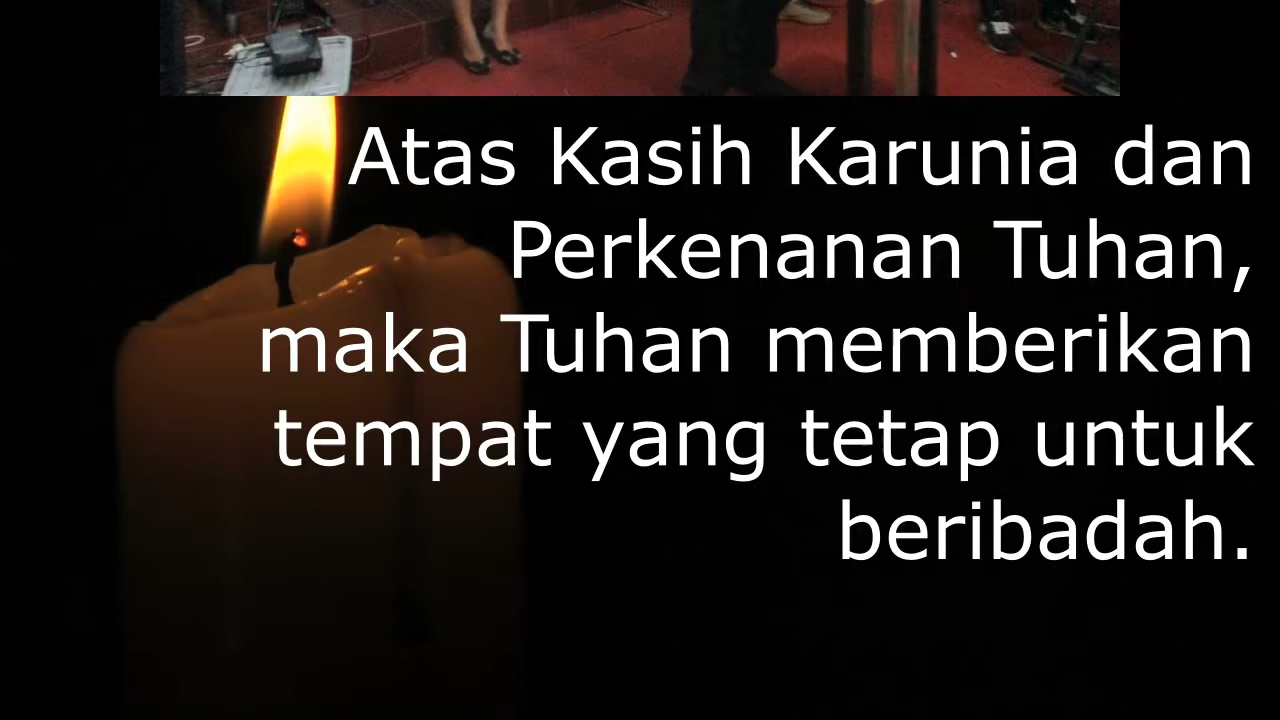 Atas Kasih Karunia dan
Perkenanan Tuhan,
maka Tuhan memberikan
tempat yang tetap untuk
beribadah.